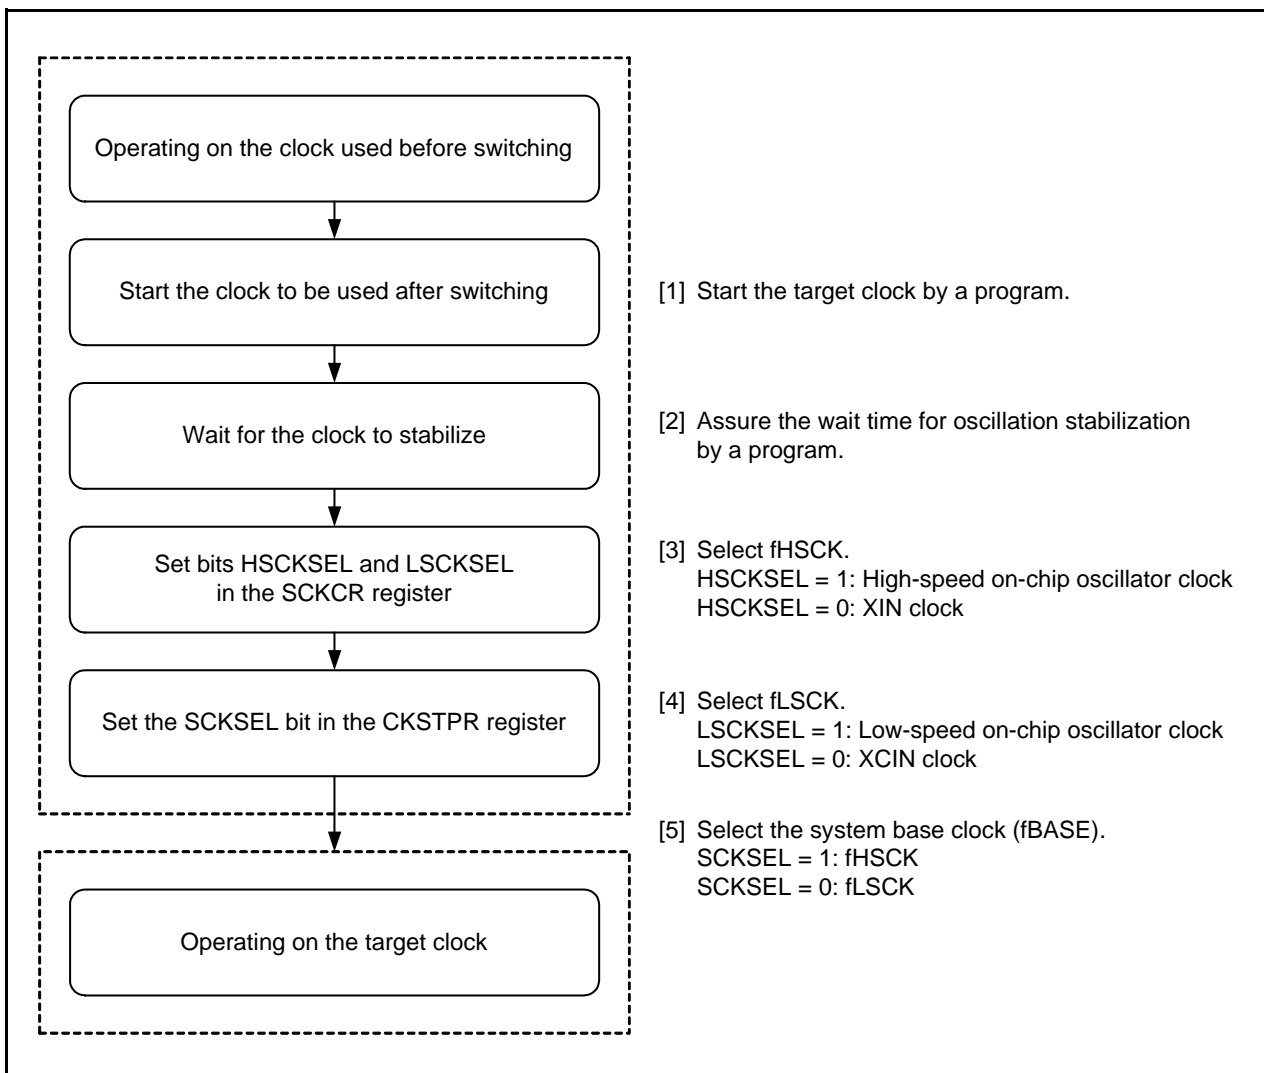 Operating on the clock used before switching
Start the clock to be used after switching
[1] Start the target clock by a program.
Wait for the clock to stabilize
[2] Assure the wait time for oscillation stabilization
by a program.
Set bits HSCKSEL and LSCKSEL
in the SCKCR register
[3] Select fHSCK.
HSCKSEL = 1: High-speed on-chip oscillator clock
HSCKSEL = 0: XIN clock
Set the SCKSEL bit in the CKSTPR register
[4] Select fLSCK.
LSCKSEL = 1: Low-speed on-chip oscillator clock
LSCKSEL = 0: XCIN clock
[5] Select the system base clock (fBASE).
SCKSEL = 1: fHSCK
SCKSEL = 0: fLSCK
Operating on the target clock